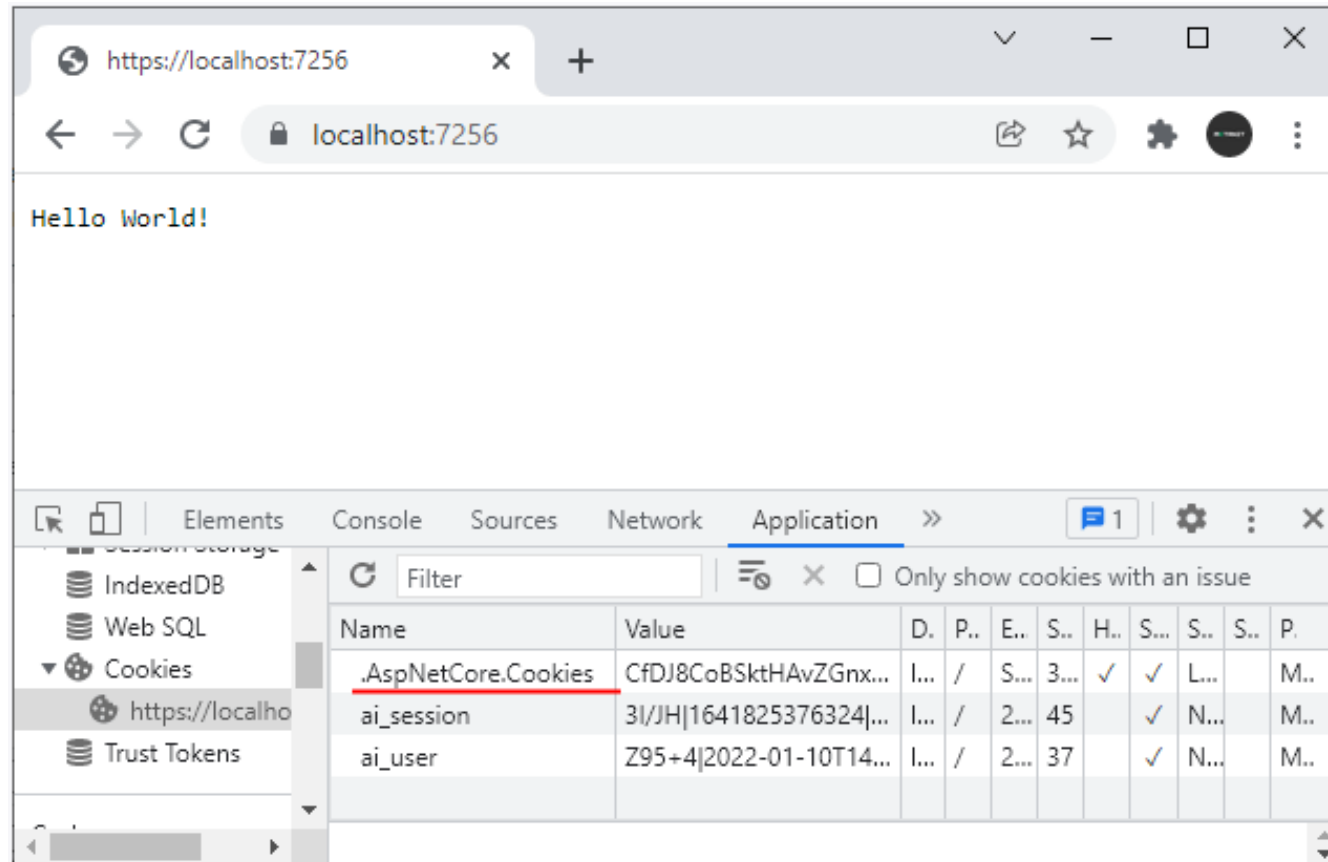 https://localhost:7256
localhost:7256
Hello World!
Elements Console Sources Network Application 1
Session Storage
IndexedDB
Web SQL
Cookies
https://localho
Trust Tokens
Filter Only show cookies with an issue
Name Value D. P.. E.. S.. H.. S... S.. S.. P.
.AspNetCore.Cookies CfDJ8CoBSktHAvZGnx... l... / S... 3... ✓ ✓ L... M..
ai_session 3I/JH|1641825376324|... l... / 2... 45 ✓ N... M..
ai_user Z95+4|2022-01-10T14... l... / 2... 37 ✓ N... M..